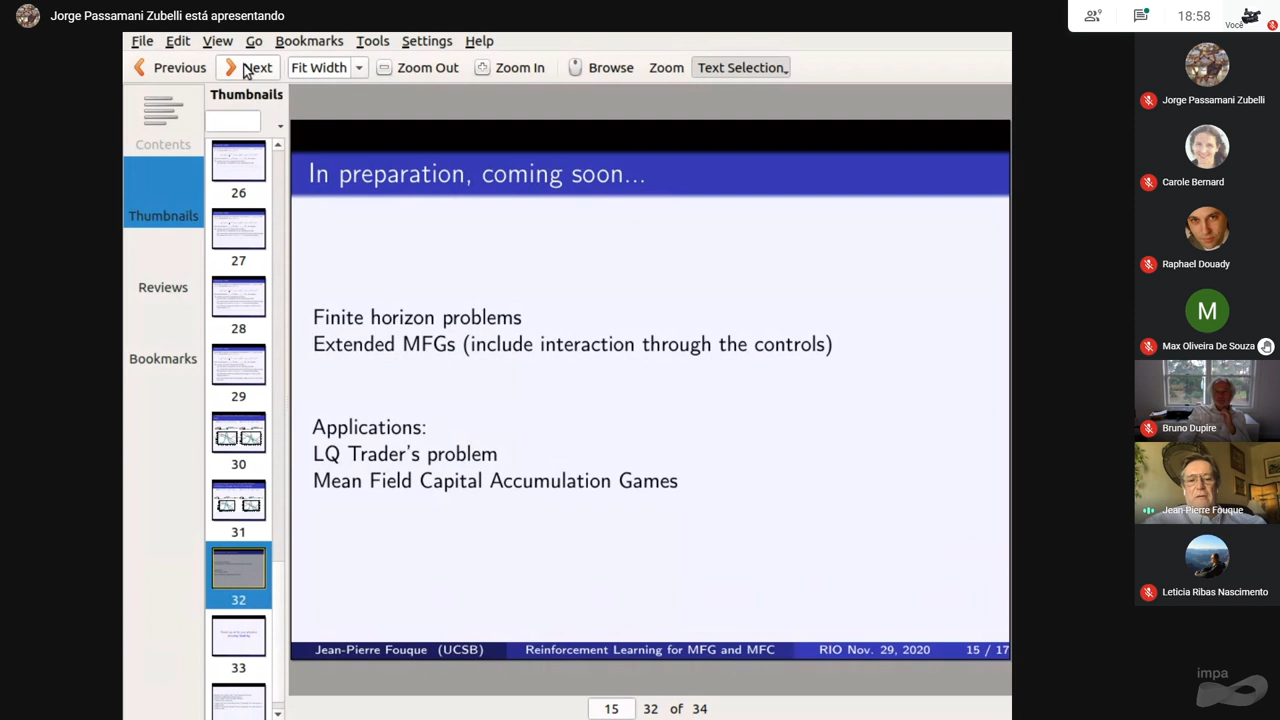 Jorge Passamani Zubelli está apresentando
9
18:58
Você
File Edit View Go Bookmarks Tools Settings Help
Previous Next Fit Width Zoom Out Zoom In Browse Zoom Text Selection
Contents
Thumbnails
Reviews
Bookmarks
Thumbnails
26
27
28
29
30
31
32
33
In preparation, coming soon...
Finite horizon problems
Extended MFGs (include interaction through the controls)
Applications:
LQ Trader's problem
Mean Field Capital Accumulation Games
Jean-Pierre Fouque (UCSB) Reinforcement Learning for MFG and MFC RIO Nov. 29, 2020 15 / 17
15 32 of 34
Jorge Passamani Zubelli
Carole Bernard
Raphael Douady
M
Max Oliveira De Souza
Bruno Dupire
Jean Pierre Fouque
Leticia Ribas Nascimento
impa